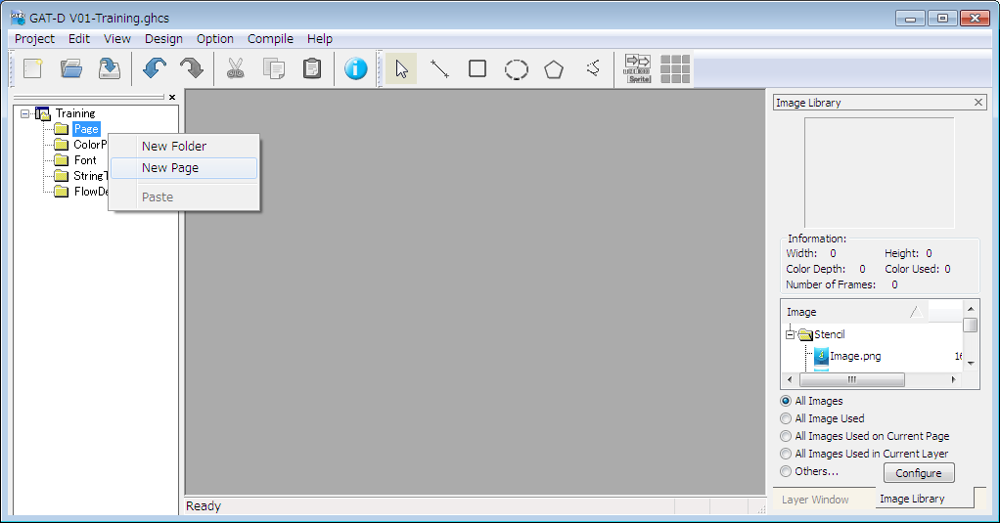 GAT-D V01-Training.ghcs
Project Edit View Design Option Compile Help
Sprite
Training
Page
ColorP
Font
StringT
FlowDe
New Folder
New Page
Paste
Ready
Image Library
Information:
Width: 0 Height: 0
Color Depth: 0 Color Used: 0
Number of Frames: 0
Image
Stencil
Image.png 16
All Images
All Image Used
All Images Used on Current Page
All Images Used in Current Layer
Others... Configure
Layer Window Image Library